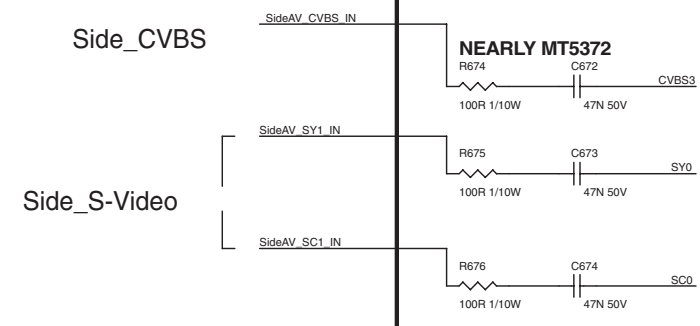 SideAV_CVBS_IN
Side_CVBS
NEARLY MT5372
R674 C672
CVBS3
100R 1/10W 47N 50V
SideAV_SY1_IN
R675 C673
SY0
100R 1/10W 47N 50V
Side_S-Video
SideAV_SC1_IN
R676 C674
SC0
100R 1/10W 47N 50V